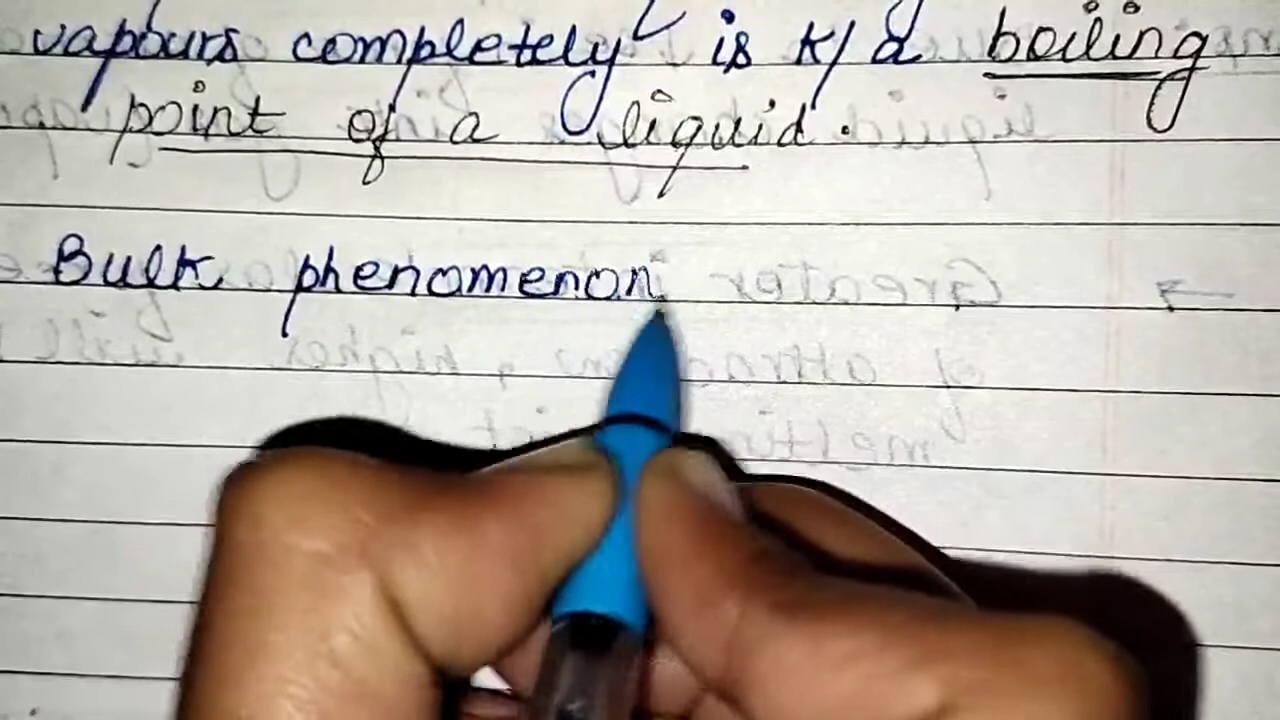 vapours completely is k/d boiling
point of a liquid.
Bulk phenomenon